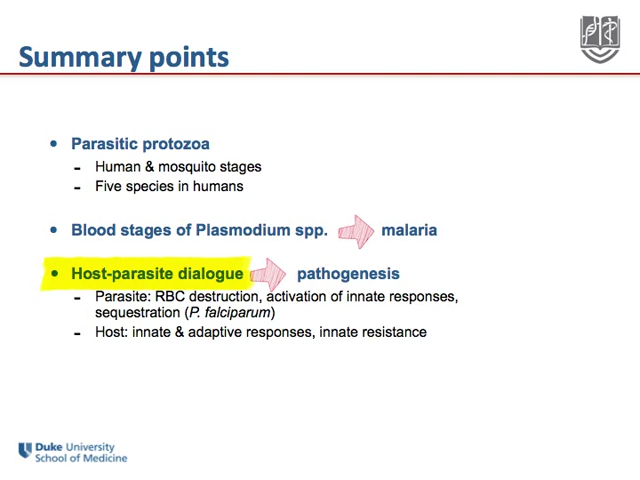 Summary points
• Parasitic protozoa
- Human & mosquito stages
- Five species in humans
• Blood stages of Plasmodium spp. malaria
• Host-parasite dialogue pathogenesis
- Parasite: RBC destruction, activation of innate responses,
sequestration (P. falciparum)
- Host: innate & adaptive responses, innate resistance
Duke University
School of Medicine